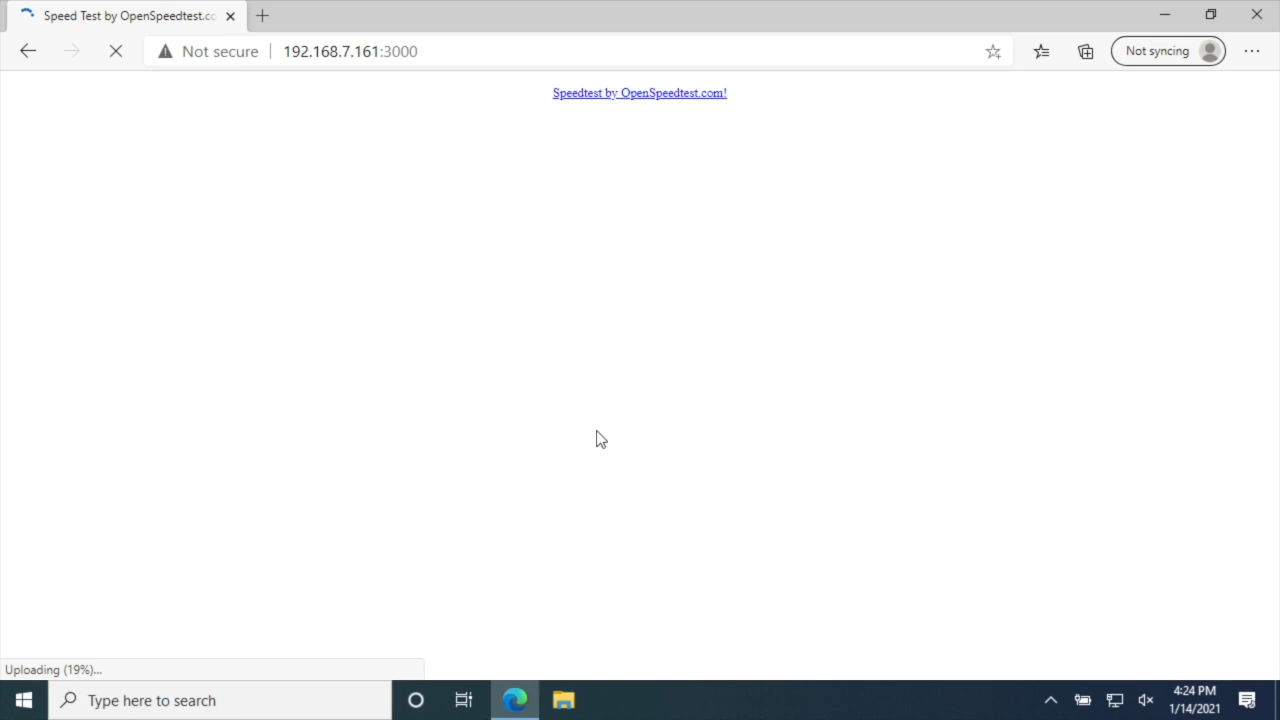 Speed Test by OpenSpeedtest.co
Not secure
192.168.7.161:3000
Not syncing
Speedtest by OpenSpeedtest.com!
Uploading (19%)...
Type here to search
4:24 PM
1/14/2021